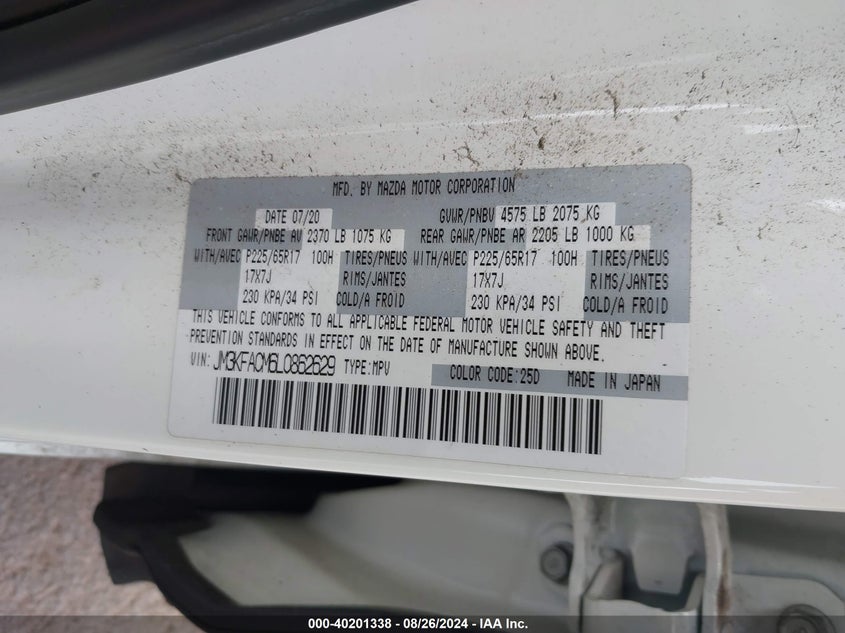 MFD. BY MAZDA MOTOR CORPORATION
DATE 07/20 GVWR/PNBV 4575 LB 2075 KG
FRONT GAWR/PNBE AV 2370 LB 1075 KG REAR GAWR/PNBE AR 2205 LB 1000 KG
WITH/AVEC P225/65R17 100H TIRES/PNEUS WITH/AVEC P225/65R17 100H TIRES/PNEUS
17X7J RIMS/JANTES 17X7J RIMS/JANTES
230 KPA/34 PSI COLD/A FROID 230 KPA/34 PSI COLD/A FROID
THIS VEHICLE CONFORMS TO ALL APPLICABLE FEDERAL MOTOR VEHICLE SAFETY AND THEFT
PREVENTION STANDARDS IN EFFECT ON THE DATE OF MANUFACTURE SHOWN ABOVE.
VIN: JM3KFACM6L0862629 TYPE:MPV COLOR CODE:25D MADE IN JAPAN
000-40201338 - 08/26/2024 - IAA Inc.